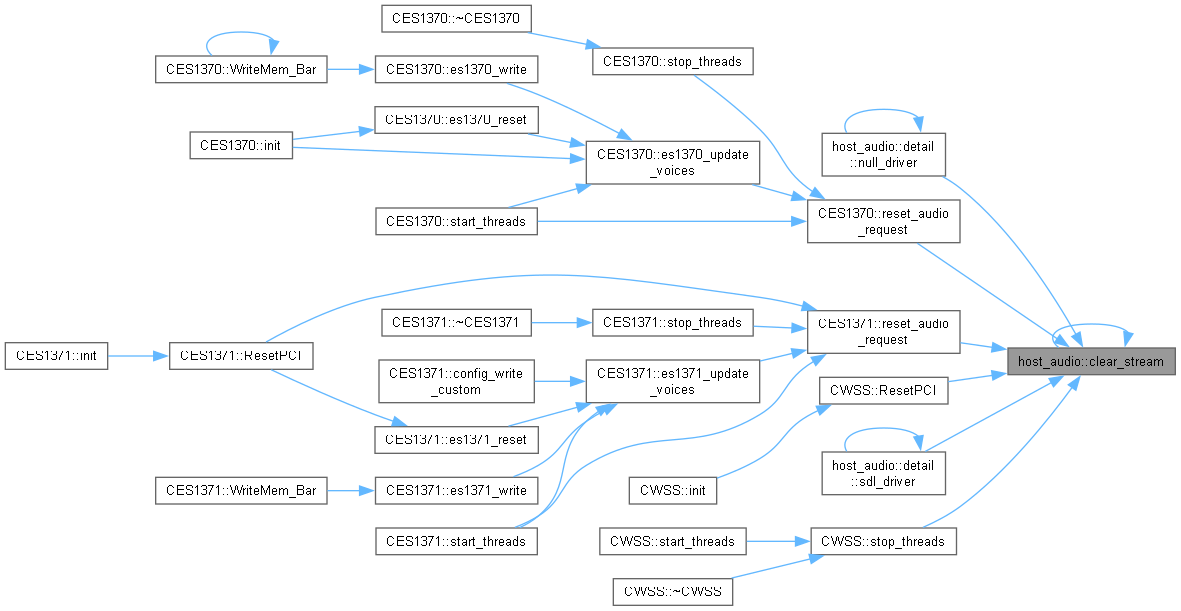 CES1370::~CES1370
CES1370::stop_threads
CES1370::WriteMem_Bar
CES1370::es1370_write
CES1370::es1370_reset
CES1370::init
CES1370::es1370_update
_voices
host_audio::detail
::null_driver
CES1370::start_threads
CES1370::reset_audio
_request
CES1371::init
CES1371::ResetPCI
CES1371::~CES1371
CES1371::stop_threads
CES1371::reset_audio
_request
host_audio::clear_stream
CES1371::config_write
_custom
CES1371::es1371_update
_voices
CWSS::ResetPCI
CES1371::es1371_reset
host_audio::detail
::sdl_driver
CES1371::WriteMem_Bar
CES1371::es1371_write
CWSS::init
CES1371::start_threads
CWSS::start_threads
CWSS::stop_threads
CWSS::~CWSS